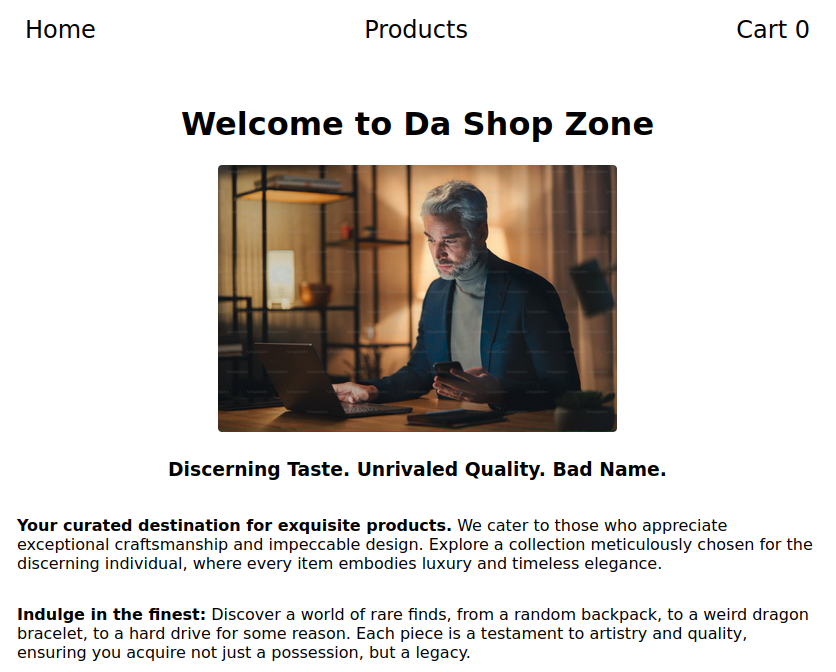 Home Products Cart 0
Welcome to Da Shop Zone
Discerning Taste. Unrivaled Quality. Bad Name.
Your curated destination for exquisite products. We cater to those who appreciate
exceptional craftsmanship and impeccable design. Explore a collection meticulously chosen for the
discerning individual, where every item embodies luxury and timeless elegance.
Indulge in the finest: Discover a world of rare finds, from a random backpack, to a weird dragon
bracelet, to a hard drive for some reason. Each piece is a testament to artistry and quality,
ensuring you acquire not just a possession, but a legacy.